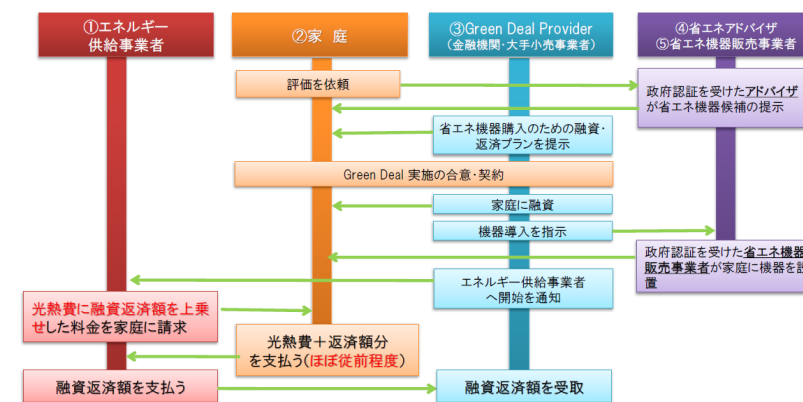 ①エネルギー
供給事業者
②家 庭
③Green Deal Provider
（金融機関・大手小売事業者）
④省エネアドバイザ
⑤省エネ機器販売事業者
評価を依頼
政府認証を受けたアドバイザ
が省エネ機器候補の提示
省エネ機器購入のための融資・
返済プランを提示
Green Deal 実施の合意・契約
家庭に融資
機器導入を指示
政府認証を受けた省エネ機器
販売事業者が家庭に機器を設
置
エネルギー供給事業者
へ開始を通知
光熱費に融資返済額を上乗
せした料金を家庭に請求
光熱費＋返済額分
を支払う（ほぼ従前程度）
融資返済額を支払う
融資返済額を受取